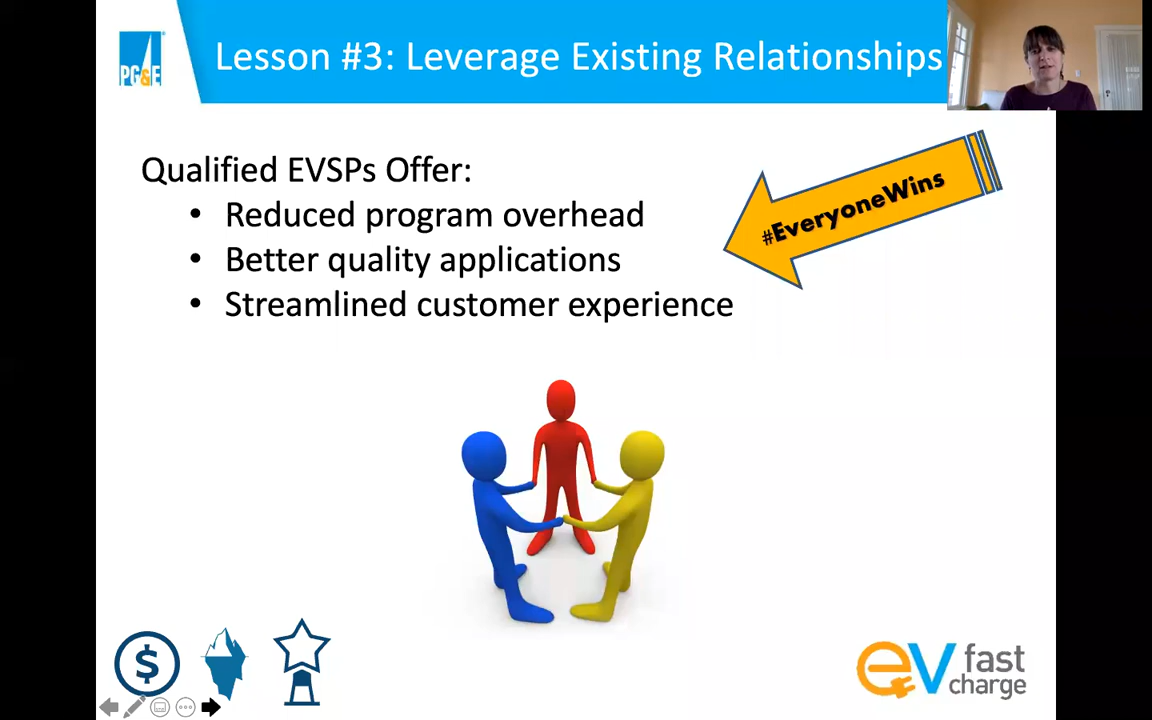 PG&E
Lesson #3: Leverage Existing Relationships
Qualified EVSPs Offer:
• Reduced program overhead
• Better quality applications
• Streamlined customer experience
#EveryoneWins
$
eV fast
charge